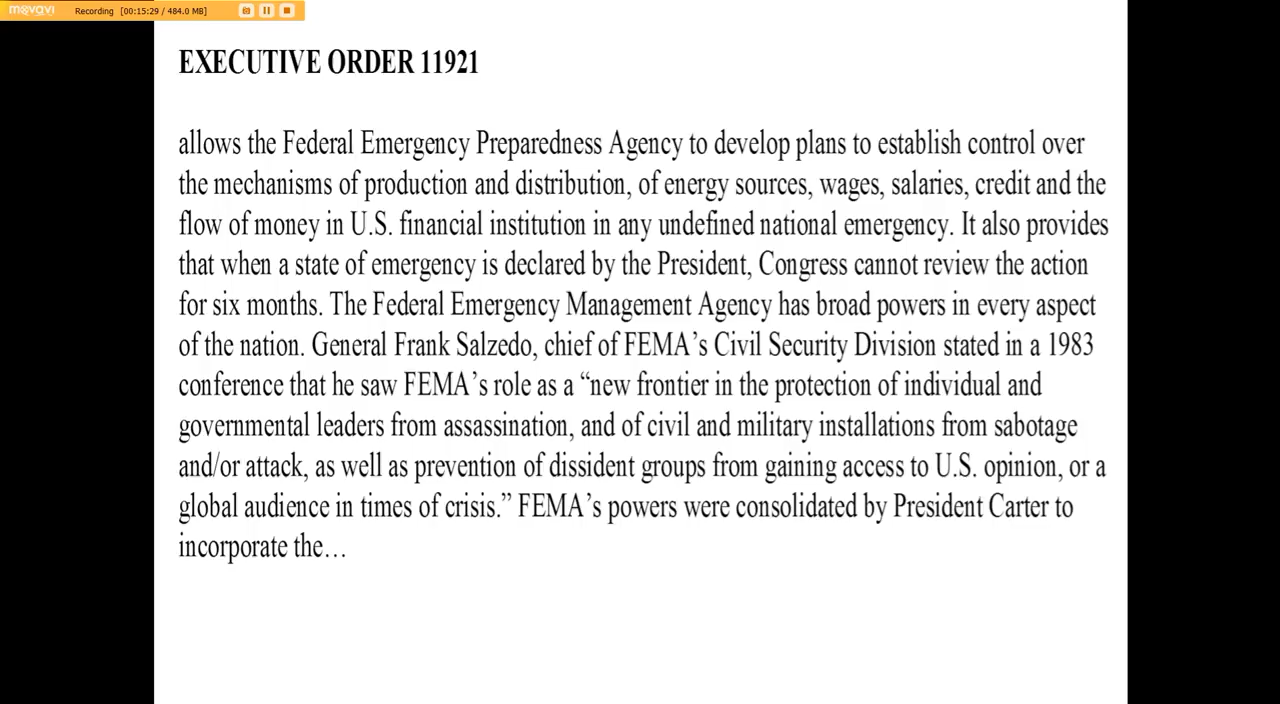 movavi Recording [00:15:29 / 484.0 MB]
EXECUTIVE ORDER 11921
allows the Federal Emergency Preparedness Agency to develop plans to establish control over
the mechanisms of production and distribution, of energy sources, wages, salaries, credit and the
flow of money in U.S. financial institution in any undefined national emergency. It also provides
that when a state of emergency is declared by the President, Congress cannot review the action
for six months. The Federal Emergency Management Agency has broad powers in every aspect
of the nation. General Frank Salzedo, chief of FEMA’s Civil Security Division stated in a 1983
conference that he saw FEMA’s role as a “new frontier in the protection of individual and
governmental leaders from assassination, and of civil and military installations from sabotage
and/or attack, as well as prevention of dissident groups from gaining access to U.S. opinion, or a
global audience in times of crisis.” FEMA’s powers were consolidated by President Carter to
incorporate the…